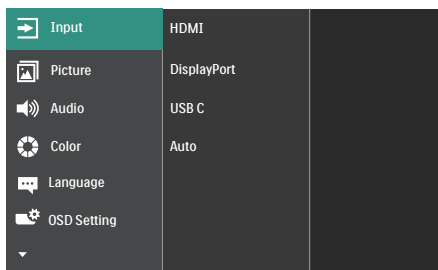 Input
HDMI
Picture
DisplayPort
Audio
USB C
Color
Auto
Language
OSD Setting